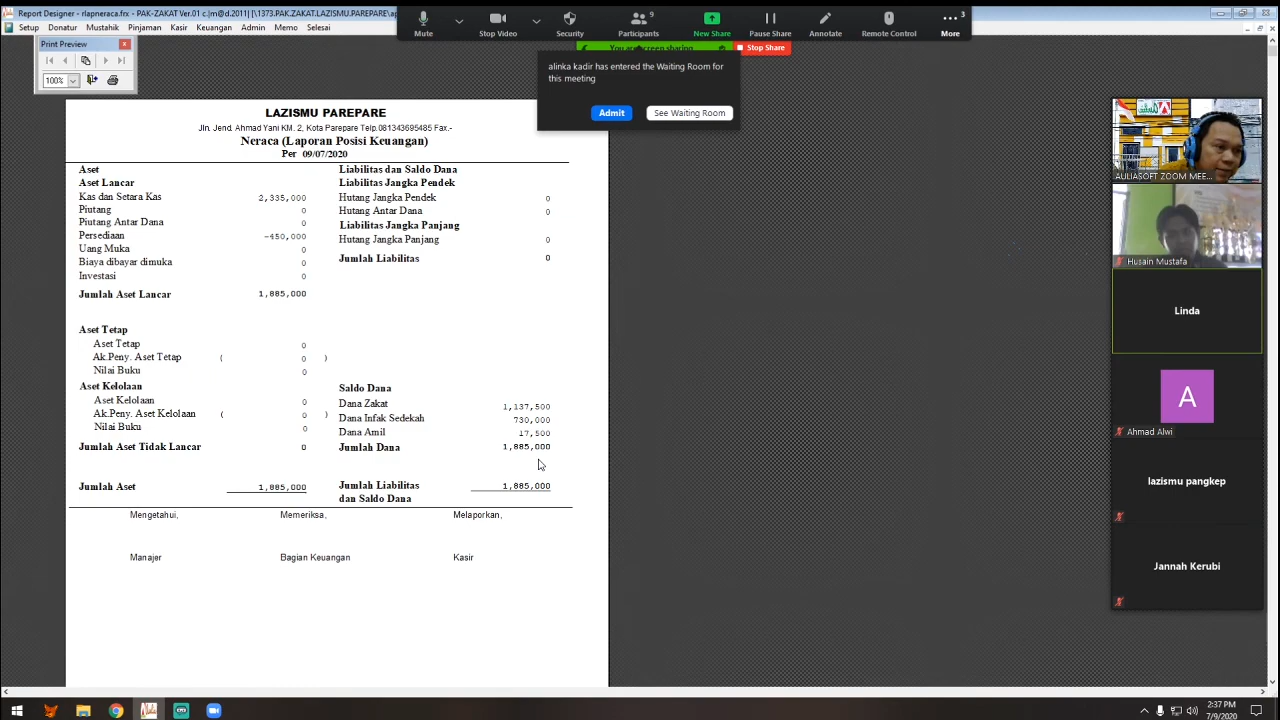 Report Designer - rlapneraca.frx - PAK-ZAKAT Ver.01 c.[m@d.2011| [\1373.PAK.ZAKAT.LAZISMU.PAREPARE\ap
Setup Donatur Mustahik Pinjaman Kasir Keuangan Admin Memo Selesai
Print Preview
100%
Mute
Stop Video
Security
9
Participants
New Share
Pause Share
Annotate
Remote Control
3
More
Stop Share
alinka kadir has entered the Waiting Room for
this meeting
Admit
See Waiting Room
LAZISMU PAREPARE
Jln. Jend. Ahmad Yani KM. 2, Kota Parepare Telp.081343695485 Fax.-
Neraca (Laporan Posisi Keuangan)
Per 09/07/2020
Aset
Aset Lancar
Kas dan Setara Kas 2,335,000
Piutang 0
Piutang Antar Dana 0
Persediaan -450,000
Uang Muka 0
Biaya dibayar dimuka 0
Investasi 0
Jumlah Aset Lancar 1,885,000
Aset Tetap
Aset Tetap 0
Ak.Peny. Aset Tetap ( 0 )
Nilai Buku 0
Aset Kelolaan
Aset Kelolaan 0
Ak.Peny. Aset Kelolaan ( 0 )
Nilai Buku 0
Jumlah Aset Tidak Lancar 0
Jumlah Aset 1,885,000
Liabilitas dan Saldo Dana
Liabilitas Jangka Pendek
Hutang Jangka Pendek 0
Hutang Antar Dana 0
Liabilitas Jangka Panjang
Hutang Jangka Panjang 0
Jumlah Liabilitas 0
Saldo Dana
Dana Zakat 1,137,500
Dana Infak Sedekah 730,000
Dana Amil 17,500
Jumlah Dana 1,885,000
Jumlah Liabilitas 1,885,000
dan Saldo Dana
Mengetahui, Memeriksa, Melaporkan,
Manajer Bagian Keuangan Kasir
AULIASOFT ZOOM MEE...
Husain Mustafa
Linda
A
Ahmad Alwi
lazismu pangkep
Jannah Kerubi
2:37 PM
7/9/2020